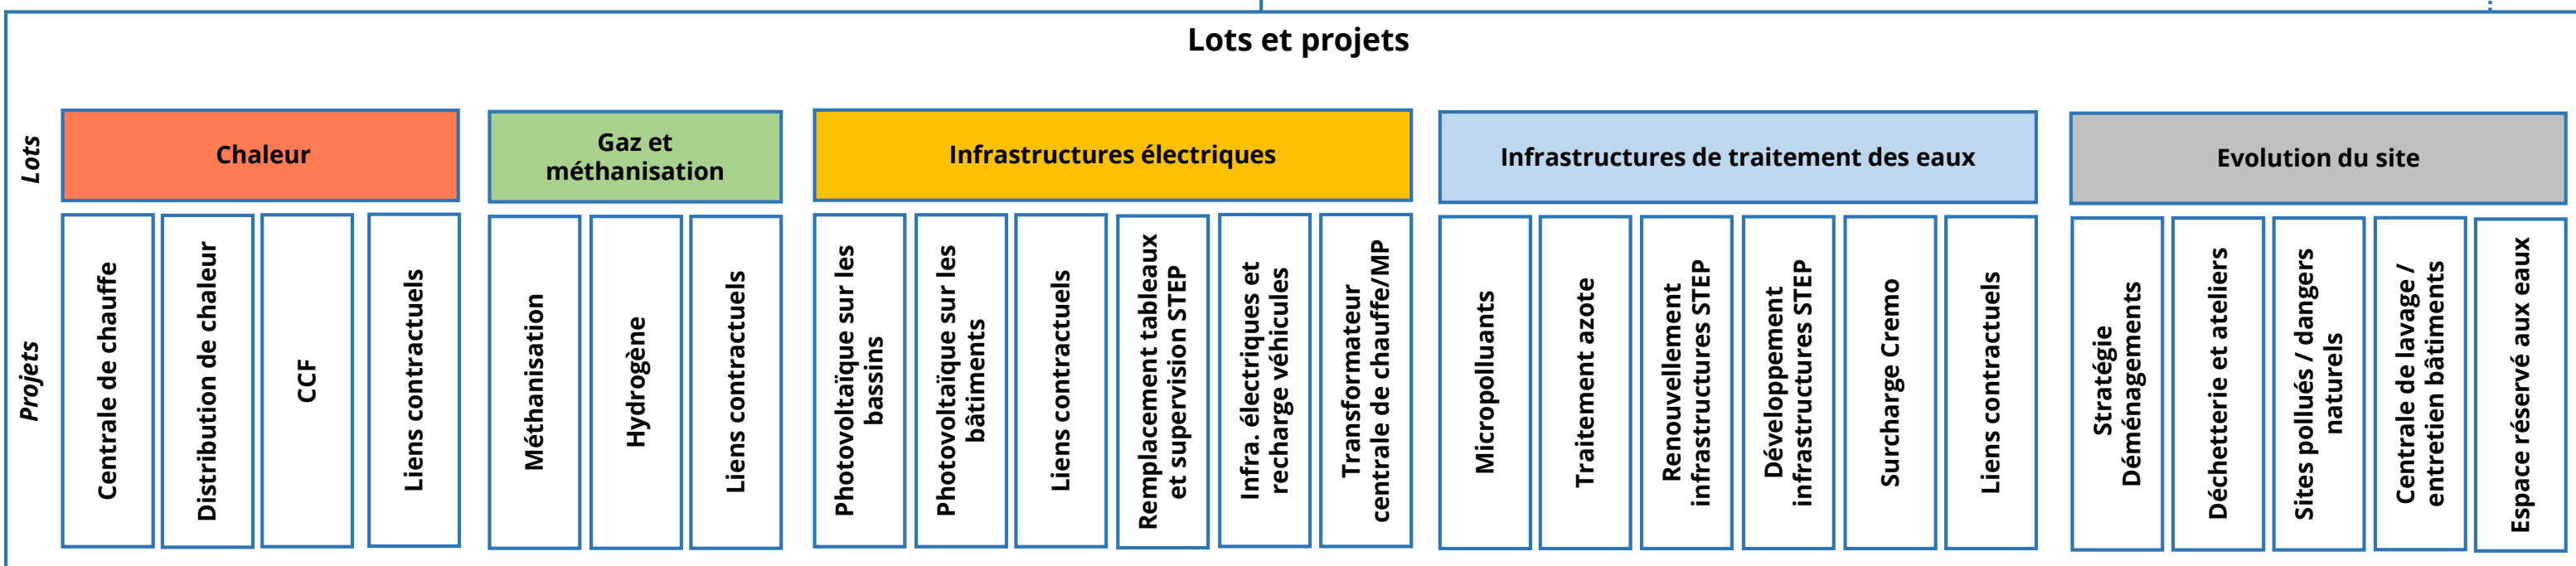 Lots et projets
Lots
Chaleur
Gaz et
méthanisation
Infrastructures électriques
Infrastructures de traitement des eaux
Evolution du site
Projets
Centrale de chauffe
Distribution de chaleur
CCF
Liens contractuels
Méthanisation
Hydrogène
Liens contractuels
Photovoltaïque sur les
bassins
Photovoltaïque sur les
bâtiments
Liens contractuels
Remplacement tableaux
et supervision STEP
Infra. électriques et
recharge véhicules
Transformateur
centrale de chauffe/MP
Micropolluants
Traitement azote
Renouvellement
infrastructures STEP
Développement
infrastructures STEP
Surcharge Cremo
Liens contractuels
Stratégie
Déménagements
Déchetterie et ateliers
Sites pollués / dangers
naturels
Centrale de lavage /
entretien bâtiments
Espace réservé aux eaux